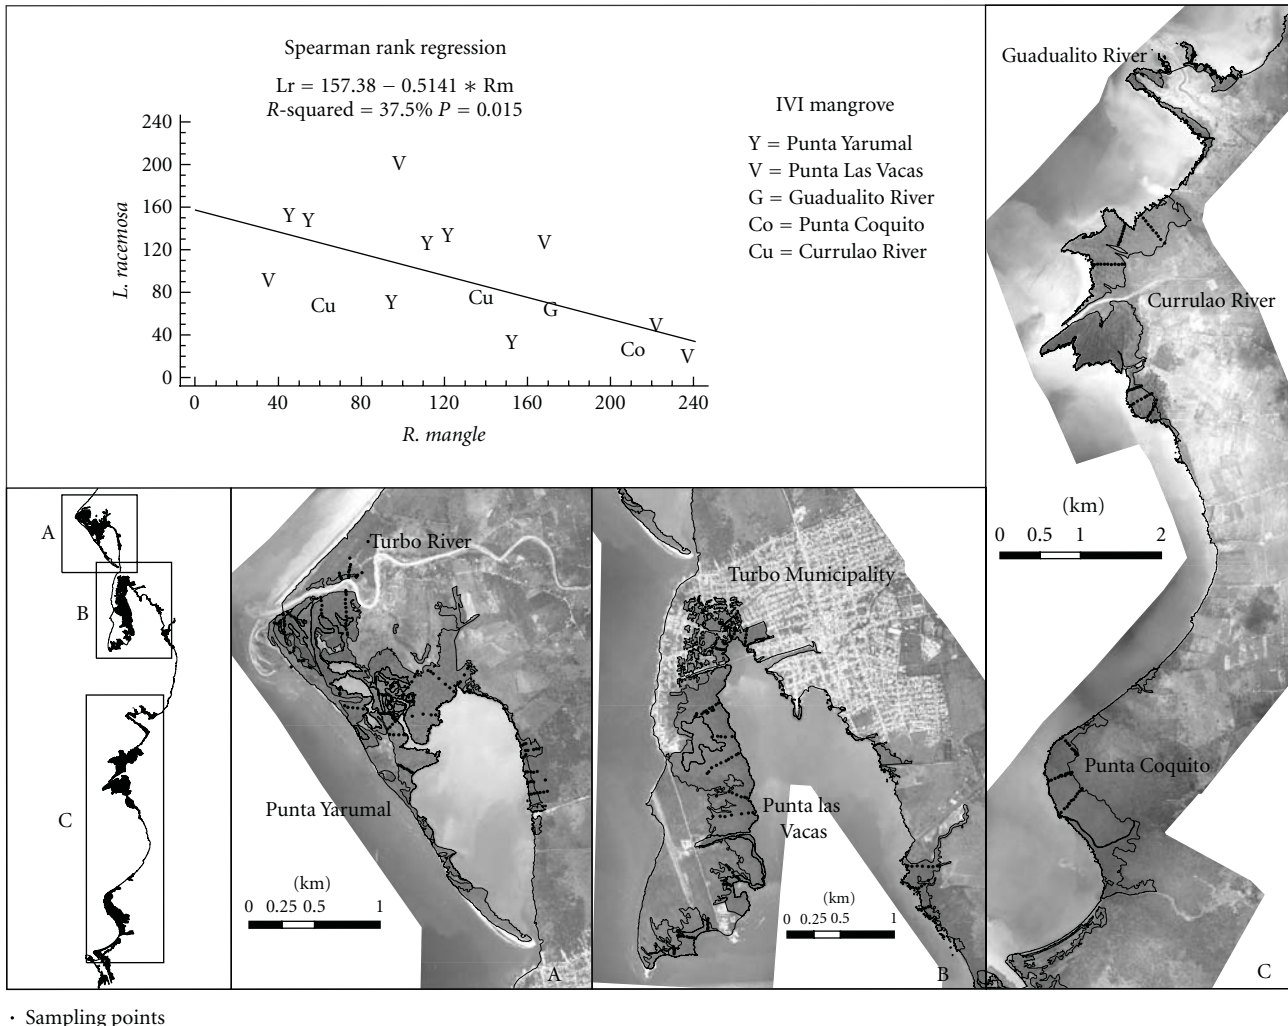 Spearman rank regression
Lr = 157.38 − 0.5141 ∗ Rm
R-squared = 37.5% P = 0.015
240
200
160
120
80
40
0
L. racemosa
V
Y Y
V
Y Y
V
Cu
Y
Cu
G
Y
V
Co
V
0 40 80 120 160 200 240
R. mangle
IVI mangrove
Y = Punta Yarumal
V = Punta Las Vacas
G = Guadualito River
Co = Punta Coquito
Cu = Currulao River
A
B
C
Turbo River
Punta Yarumal
(km)
0 0.25 0.5 1
A
Turbo Municipality
Punta las
Vacas
(km)
0 0.25 0.5 1
B
Guadualito River
Currulao River
(km)
0 0.5 1 2
Punta Coquito
C
· Sampling points